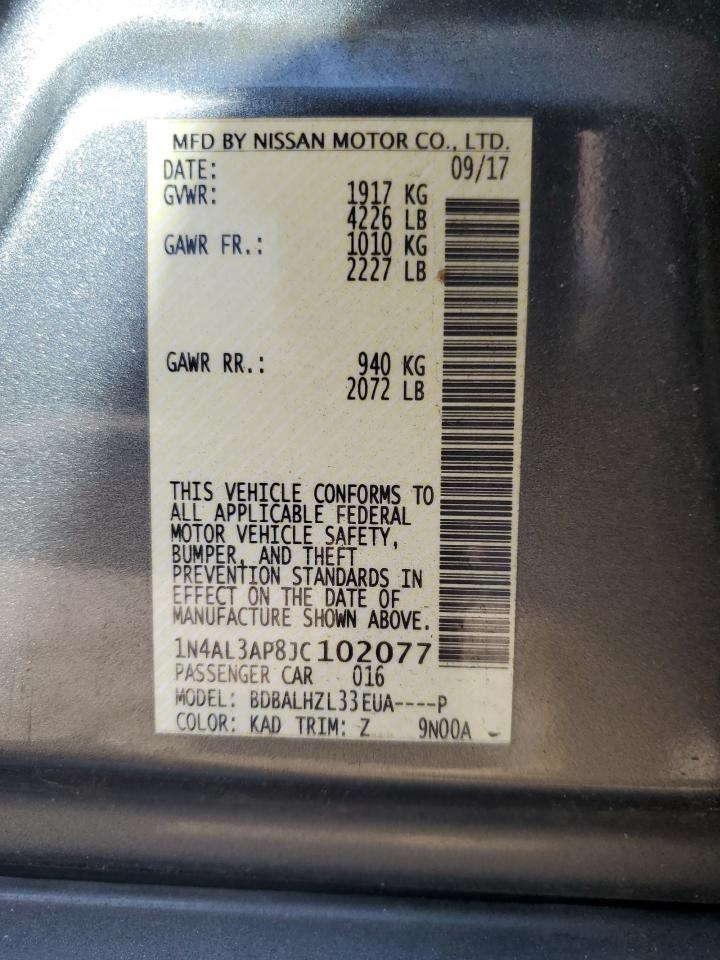 MFD BY NISSAN MOTOR CO., LTD.
DATE: 09/17
GVWR: 1917 KG
4226 LB
GAWR FR.: 1010 KG
2227 LB
GAWR RR.: 940 KG
2072 LB
THIS VEHICLE CONFORMS TO
ALL APPLICABLE FEDERAL
MOTOR VEHICLE SAFETY,
BUMPER, AND THEFT
PREVENTION STANDARDS IN
EFFECT ON THE DATE OF
MANUFACTURE SHOWN ABOVE.
1N4AL3AP8JC102077
PASSENGER CAR 016
MODEL: BDBALHZL33EUA----P
COLOR: KAD TRIM: Z 9N00A